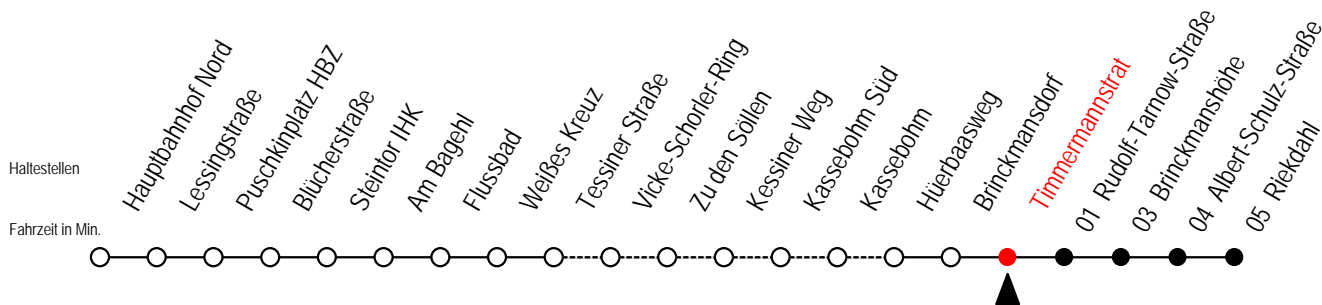 Haltestellen
Fahrzeit in Min.
Hauptbahnhof Nord
Lessingstraße
Puschkinplatz HBZ
Blücherstraße
Steintor IHK
Am Bagehl
Flussbad
Weißes Kreuz
Tessiner Straße
Vicke-Schorler-Ring
Zu den Söllen
Kessiner Weg
Kassebohm Süd
Kassebohm
Hüerbaasweg
Brinckmansdorf
Timmermannstrat
01 Rudolf-Tarnow-Straße
03 Brinckmanshöhe
04 Albert-Schulz-Straße
05 Riekdahl